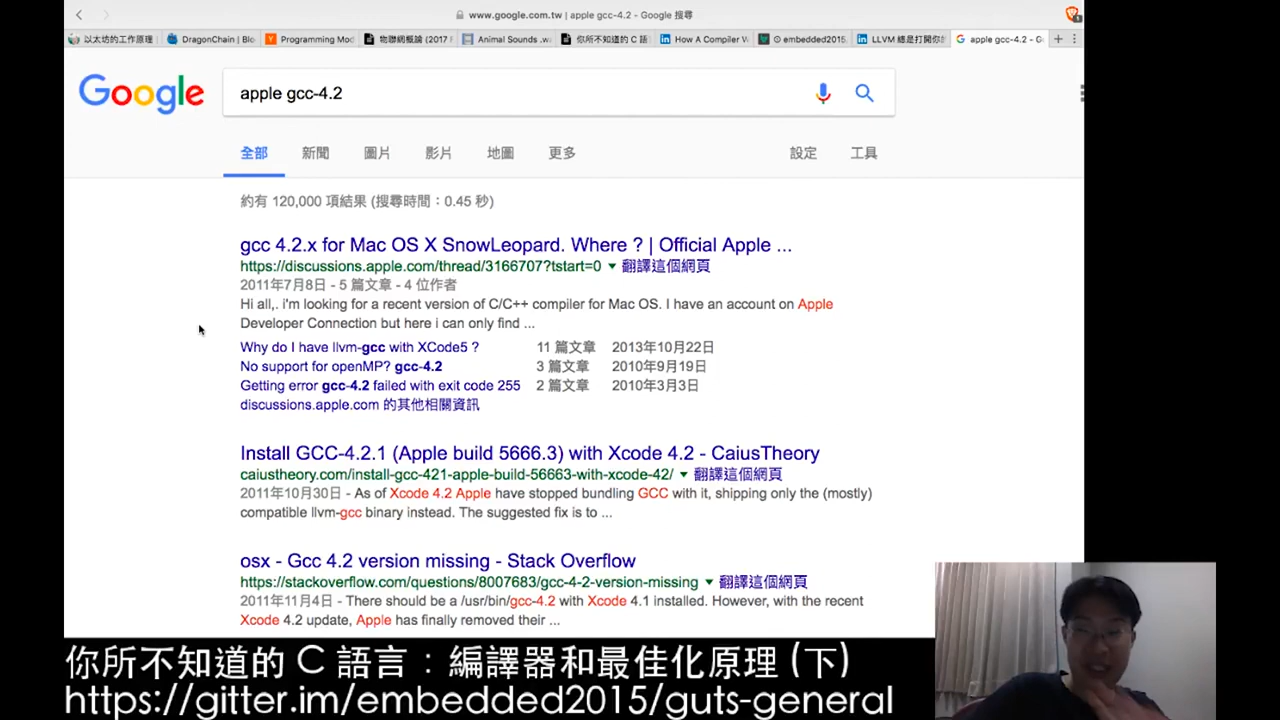 www.google.com.tw | apple gcc-4.2 - Google 搜尋
以太坊的工作原理
DragonChain | Blo
Programming Mod
物聯網概論 (2017 F
Animal Sounds .wa
你所不知道的 C 語
How A Compiler W
embedded2015
LLVM 總是打開你的
apple gcc-4.2 - G
Google
apple gcc-4.2
全部 新聞 圖片 影片 地圖 更多 設定 工具
約有 120,000 項結果 (搜尋時間：0.45 秒)
gcc 4.2.x for Mac OS X SnowLeopard. Where ? | Official Apple ...
https://discussions.apple.com/thread/3166707?tstart=0 ▼ 翻譯這個網頁
2011年7月8日 - 5 篇文章 - 4 位作者
Hi all,. i'm looking for a recent version of C/C++ compiler for Mac OS. I have an account on Apple
Developer Connection but here i can only find ...
Why do I have llvm-gcc with XCode5 ? 11 篇文章 2013年10月22日
No support for openMP? gcc-4.2 3 篇文章 2010年9月19日
Getting error gcc-4.2 failed with exit code 255 2 篇文章 2010年3月3日
discussions.apple.com 的其他相關資訊
Install GCC-4.2.1 (Apple build 5666.3) with Xcode 4.2 - CaiusTheory
caiustheory.com/install-gcc-421-apple-build-56663-with-xcode-42/ ▼ 翻譯這個網頁
2011年10月30日 - As of Xcode 4.2 Apple have stopped bundling GCC with it, shipping only the (mostly)
compatible llvm-gcc binary instead. The suggested fix is to ...
osx - Gcc 4.2 version missing - Stack Overflow
https://stackoverflow.com/questions/8007683/gcc-4-2-version-missing ▼ 翻譯這個網頁
2011年11月4日 - There should be a /usr/bin/gcc-4.2 with Xcode 4.1 installed. However, with the recent
Xcode 4.2 update, Apple has finally removed their ...
你所不知道的 C 語言：編譯器和最佳化原理 (下)
https://gitter.im/embedded2015/guts-general